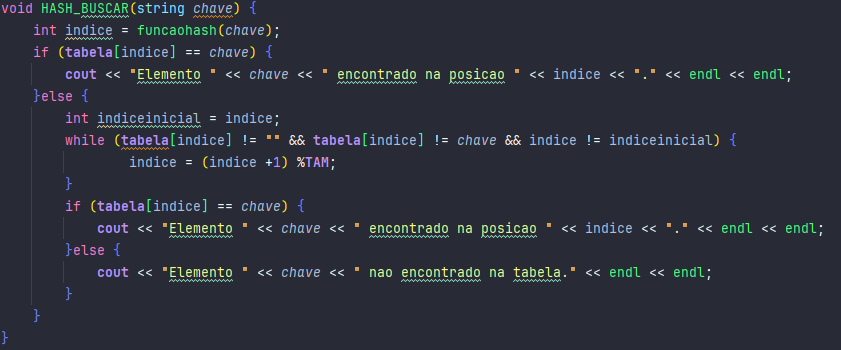 void HASH_BUSCAR(string chave) {
    int indice = funcaohash(chave);
    if (tabela[indice] == chave) {
        cout << "Elemento " << chave << " encontrado na posicao " << indice << "." << endl << endl;
    }else {
        int indiceinicial = indice;
        while (tabela[indice] != "" && tabela[indice] != chave && indice != indiceinicial) {
                indice = (indice +1) %TAM;
        }
        if (tabela[indice] == chave) {
            cout << "Elemento " << chave << " encontrado na posicao " << indice << "." << endl << endl;
        }else {
            cout << "Elemento " << chave << " nao encontrado na tabela." << endl << endl;
        }
    }
}